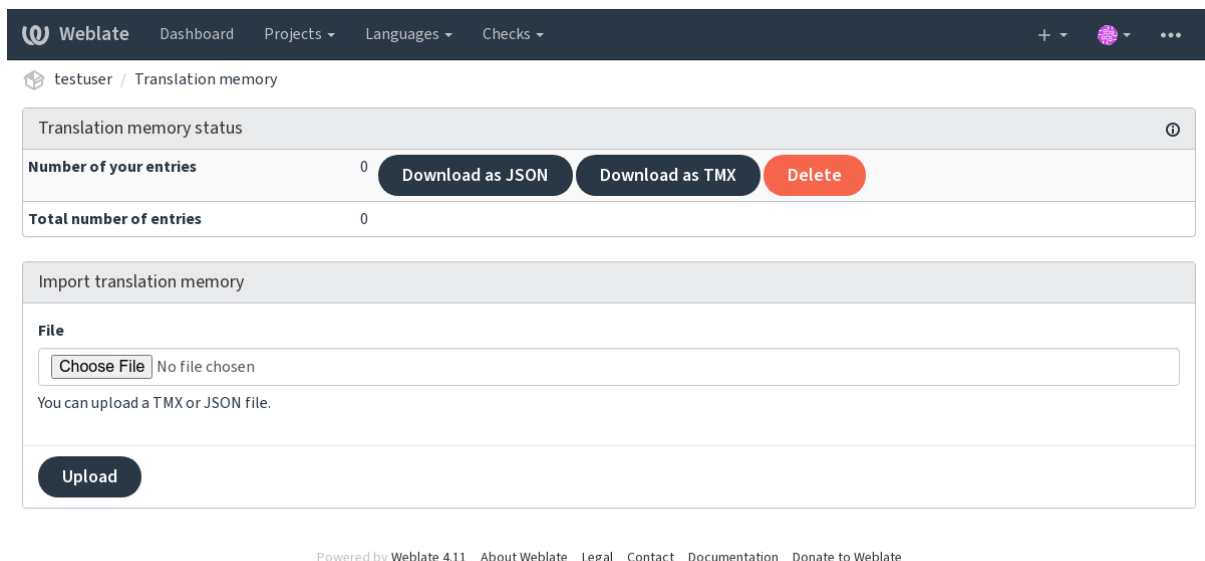 Weblate Dashboard Projects Languages Checks +
testuser / Translation memory
Translation memory status
Number of your entries 0 Download as JSON Download as TMX Delete
Total number of entries 0
Import translation memory
File
Choose File No file chosen
You can upload a TMX or JSON file.
Upload
Powered by Weblate 4.11 About Weblate Legal Contact Documentation Donate to Weblate